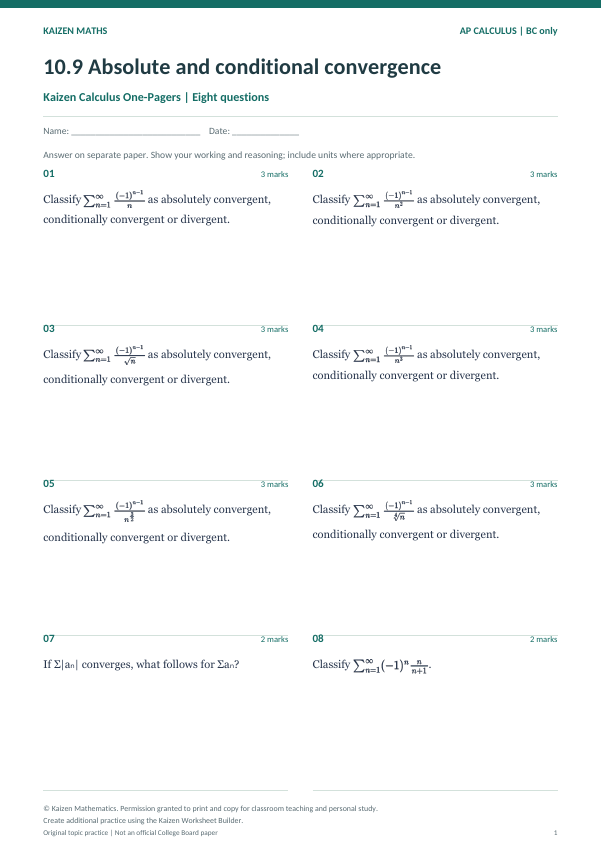 KAIZEN MATHS
AP CALCULUS | BC only
10.9 Absolute and conditional convergence
Kaizen Calculus One-Pagers | Eight questions
Name: ____________________________ Date: ______________
Answer on separate paper. Show your working and reasoning; include units where appropriate.
01 3 marks
Classify ∑_{n=1}^{∞} (−1)^{n−1}/n as absolutely convergent,
conditionally convergent or divergent.
02 3 marks
Classify ∑_{n=1}^{∞} (−1)^{n−1}/n² as absolutely convergent,
conditionally convergent or divergent.
03 3 marks
Classify ∑_{n=1}^{∞} (−1)^{n−1}/√n as absolutely convergent,
conditionally convergent or divergent.
04 3 marks
Classify ∑_{n=1}^{∞} (−1)^{n−1}/n³ as absolutely convergent,
conditionally convergent or divergent.
05 3 marks
Classify ∑_{n=1}^{∞} (−1)^{n−1}/n^{3/2} as absolutely convergent,
conditionally convergent or divergent.
06 3 marks
Classify ∑_{n=1}^{∞} (−1)^{n−1}/∜n as absolutely convergent,
conditionally convergent or divergent.
07 2 marks
If Σ|aₙ| converges, what follows for Σaₙ?
08 2 marks
Classify ∑_{n=1}^{∞}(−1)^n n/(n+1).
© Kaizen Mathematics. Permission granted to print and copy for classroom teaching and personal study.
Create additional practice using the Kaizen Worksheet Builder.
Original topic practice | Not an official College Board paper
1